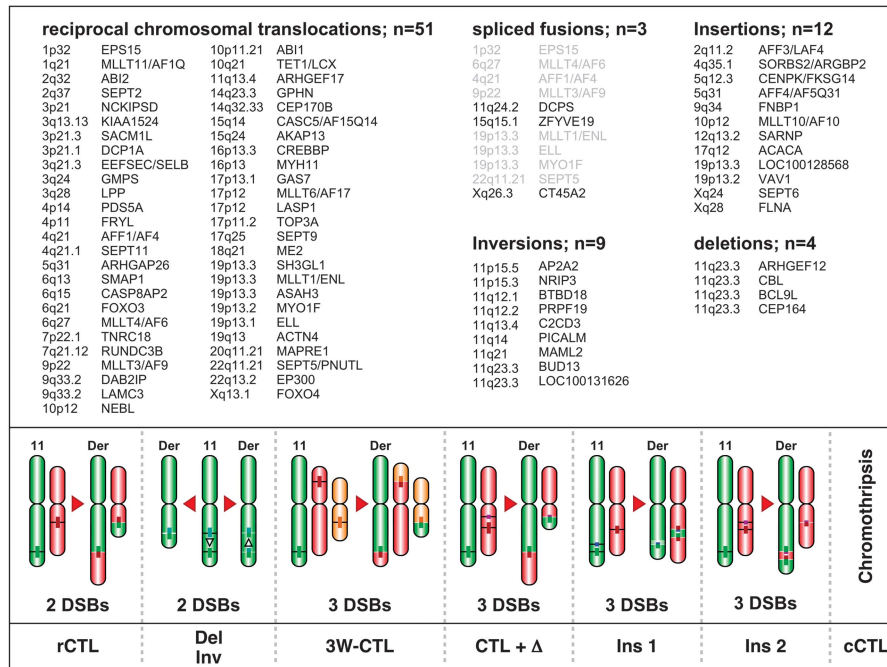 reciprocal chromosomal translocations; n=51
1p32 EPS15
1q21 MLLT11/AF1Q
2q32 ABI2
2q37 SEPT2
3p21 NCKIPSD
3q13.13 KIAA1524
3p21.3 SACM1L
3p21.1 DCP1A
3q21.3 EEFSEC/SELB
3q24 GMPS
3q28 LPP
4p14 PDS5A
4p11 FRYL
4q21 AFF1/AF4
4q21.1 SEPT11
5q31 ARHGAP26
6q13 SMAP1
6q15 CASP8AP2
6q21 FOXO3
6q27 MLLT4/AF6
7p22.1 TNRC18
7q21.12 RUNDC3B
9p22 MLLT3/AF9
9q33.2 DAB2IP
9q33.2 LAMC3
10p12 NEBL
10p11.21 ABI1
10q21 TET1/LCX
11q13.4 ARHGEF17
14q23.3 GPHN
14q32.33 CEP170B
15q14 CASC5/AF15Q14
15q24 AKAP13
16p13.3 CREBBP
16p13 MYH11
17p13.1 GAS7
17p12 MLLT6/AF17
17p12 LASP1
17p11.2 TOP3A
17q25 SEPT9
18q21 ME2
19p13.3 SH3GL1
19p13.3 MLLT1/ENL
19p13.3 ASAH3
19p13.2 MYO1F
19p13.1 ELL
19q13 ACTN4
20q11.21 MAPRE1
22q11.21 SEPT5/PNUTL
22q13.2 EP300
Xq13.1 FOXO4
spliced fusions; n=3
1p32 EPS15
6q27 MLLT4/AF6
4q21 AFF1/AF4
9p22 MLLT3/AF9
11q24.2 DCPS
15q15.1 ZFYVE19
19p13.3 MLLT1/ENL
19p13.3 ELL
19p13.3 MYO1F
22q11.21 SEPT5
Xq26.3 CT45A2
Insertions; n=12
2q11.2 AFF3/LAF4
4q35.1 SORBS2/ARGBP2
5q12.3 CENPK/FKSG14
5q31 AFF4/AF5Q31
9q34 FNBP1
10p12 MLLT10/AF10
12q13.2 SARNP
17q12 ACACA
19p13.3 LOC100128568
19p13.2 VAV1
Xq24 SEPT6
Xq28 FLNA
Inversions; n=9
11p15.5 AP2A2
11p15.3 NRIP3
11q12.1 BTBD18
11q12.2 PRPF19
11q13.4 C2CD3
11q14 PICALM
11q21 MAML2
11q23.3 BUD13
11q23.3 LOC100131626
deletions; n=4
11q23.3 ARHGEF12
11q23.3 CBL
11q23.3 BCL9L
11q23.3 CEP164
11 Der
2 DSBs
rCTL
Der 11 Der
2 DSBs
Del
Inv
11 Der
3 DSBs
3W-CTL
11 Der
3 DSBs
CTL + Δ
11 Der
3 DSBs
Ins 1
11 Der
3 DSBs
Ins 2
Chromothripsis
cCTL